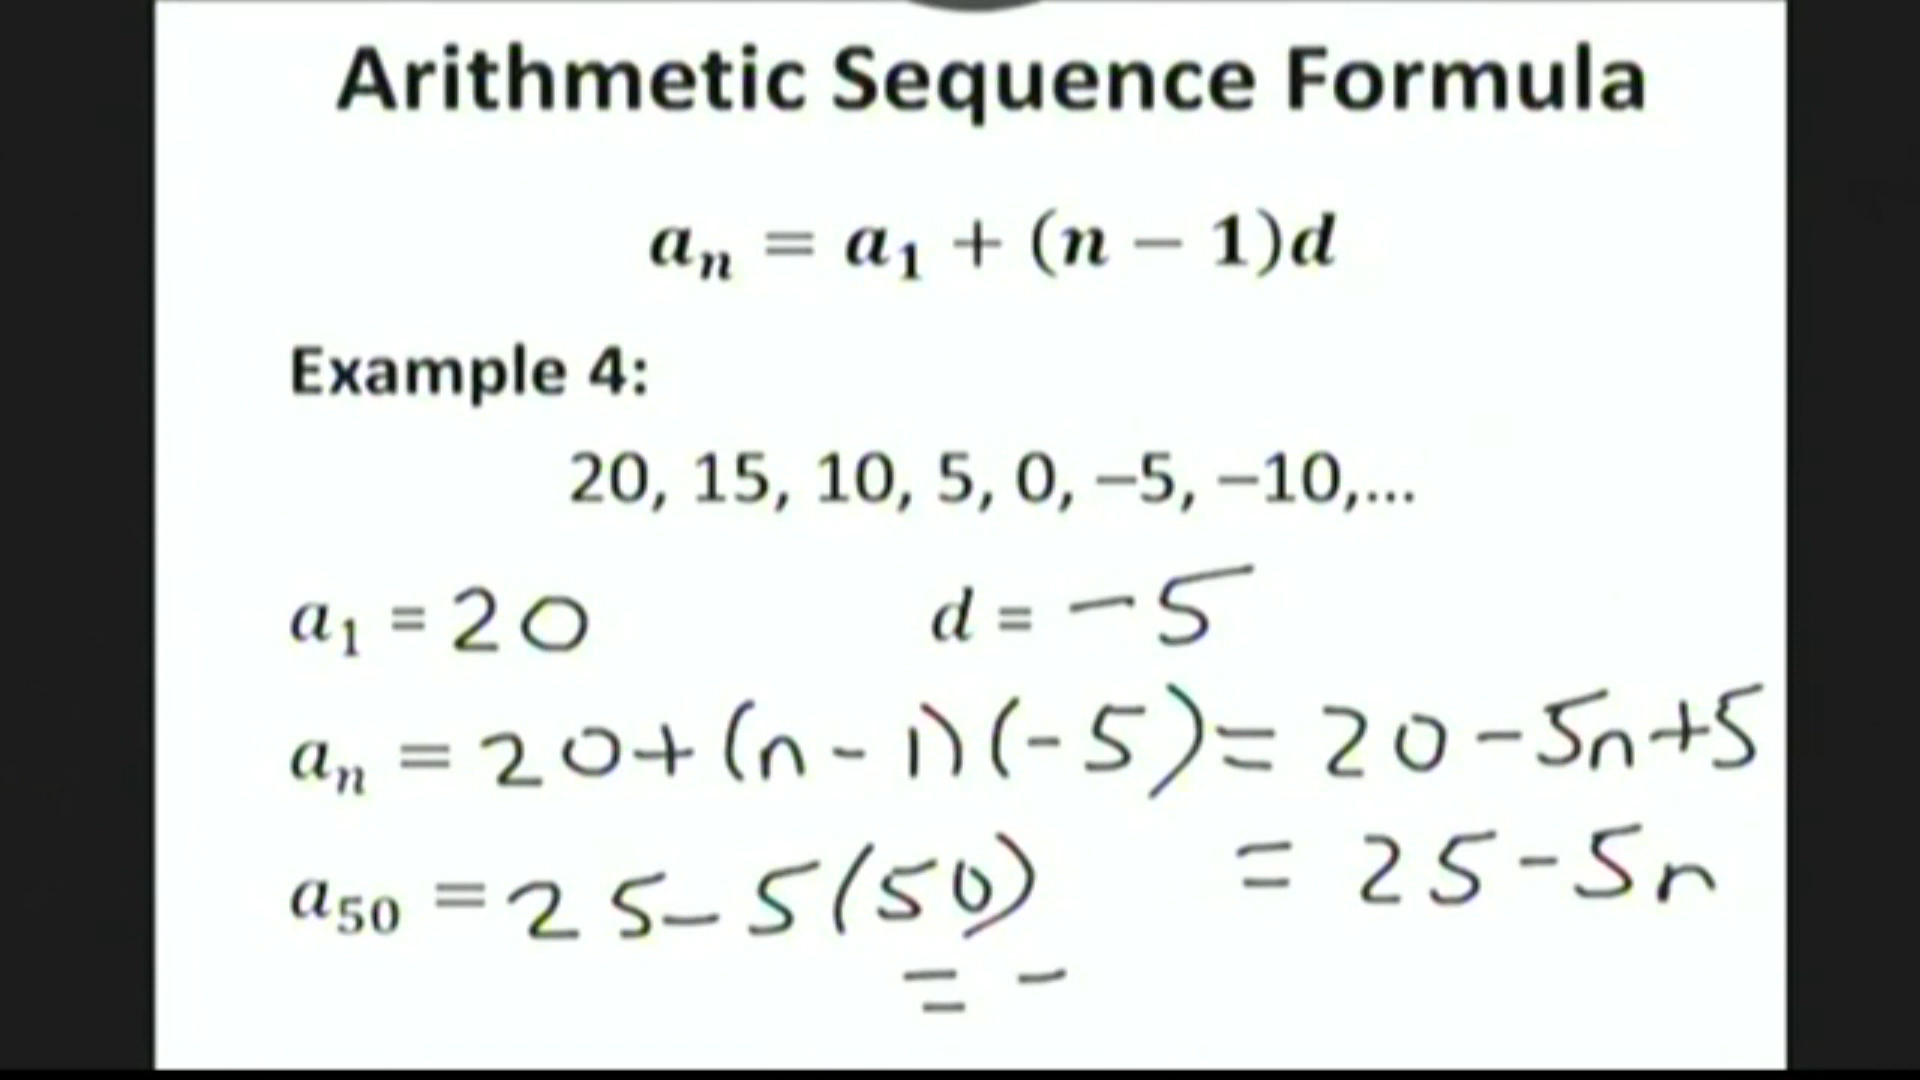 Arithmetic Sequence Formula
aₙ = a₁ + (n − 1)d
Example 4:
20, 15, 10, 5, 0, −5, −10,...
a₁ = 20 d = −5
aₙ = 20 + (n − 1)(−5) = 20 − 5n + 5
= 25 − 5n
a₅₀ = 25 − 5(50)
= −